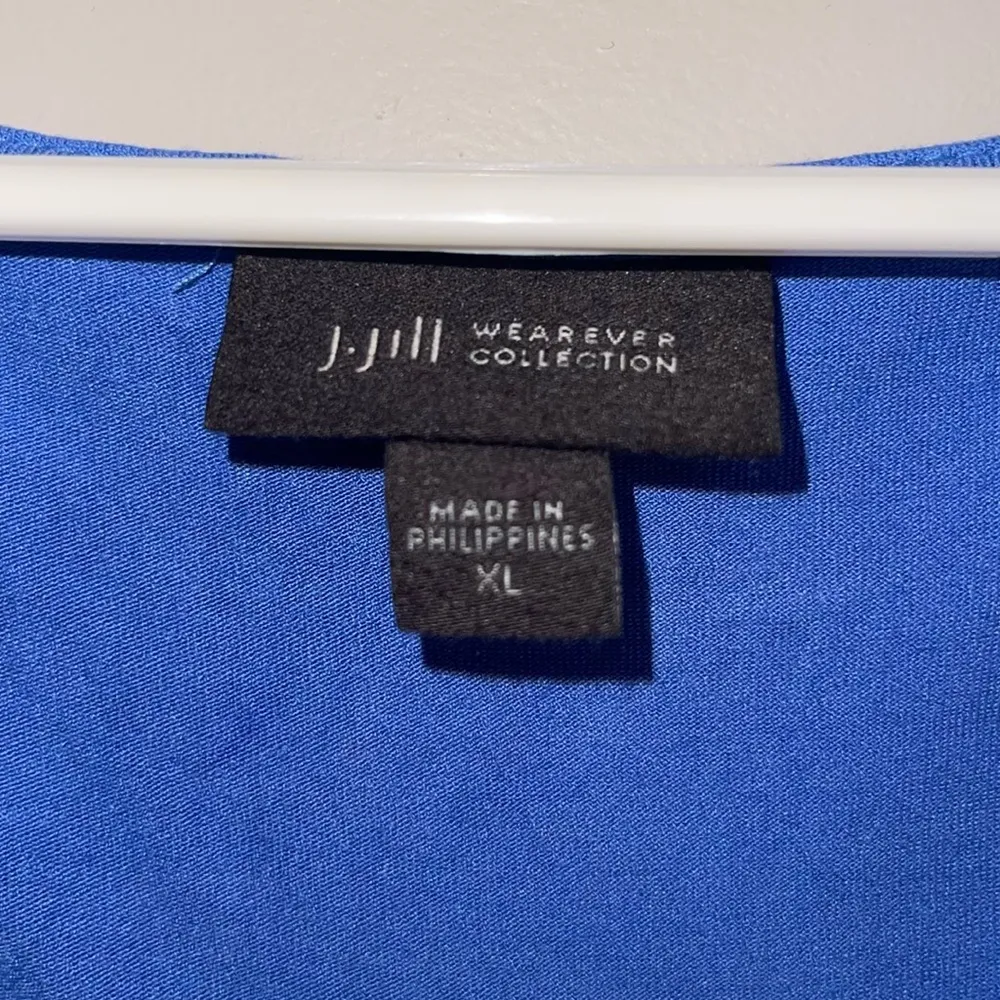 J.Jill WEAREVER
COLLECTION
MADE IN
PHILIPPINES
XL